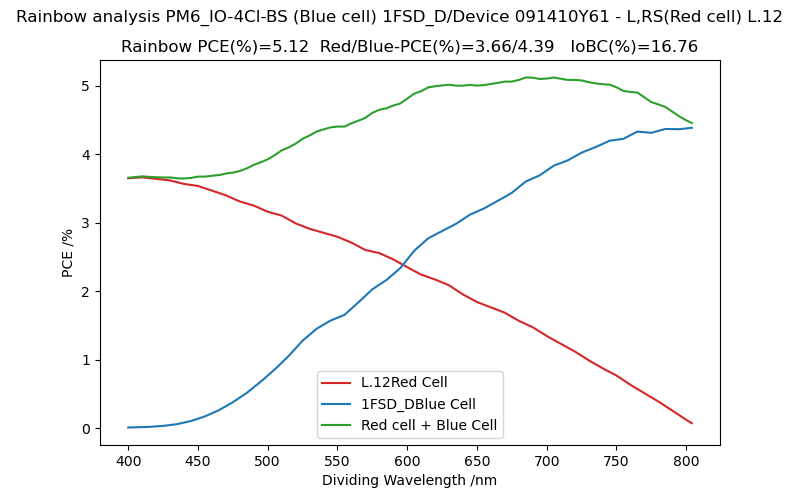 Rainbow analysis PM6_IO-4Cl-BS (Blue cell) 1FSD_D/Device 091410Y61 - L,RS(Red cell) L.12
Rainbow PCE(%)=5.12  Red/Blue-PCE(%)=3.66/4.39   IoBC(%)=16.76
PCE /%
5
4
3
2
1
0
L.12Red Cell
1FSD_DBlue Cell
Red cell + Blue Cell
400 450 500 550 600 650 700 750 800
Dividing Wavelength /nm